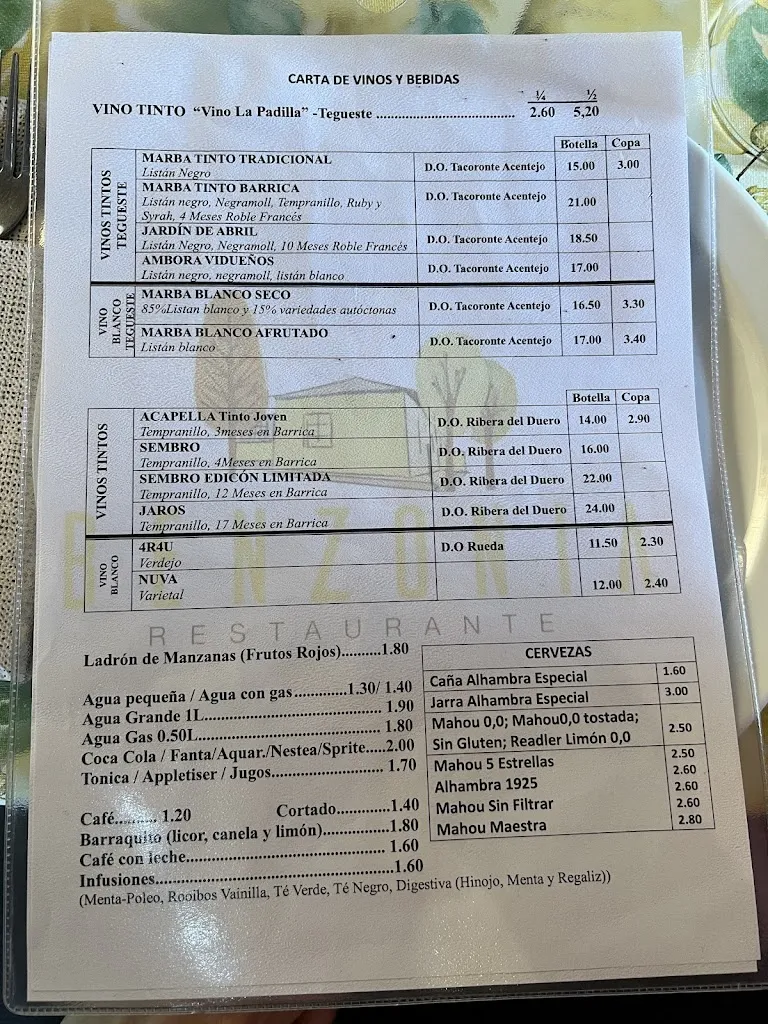 CARTA DE VINOS Y BEBIDAS
¼ ½
VINO TINTO “Vino La Padilla” -Tegueste ................................... 2.60 5,20
Botella Copa
VINOS TINTOS TEGUESTE
MARBA TINTO TRADICIONAL D.O. Tacoronte Acentejo 15.00 3.00
Listán Negro
MARBA TINTO BARRICA D.O. Tacoronte Acentejo 21.00
Listán negro, Negramoll, Tempranillo, Ruby y
Syrah, 4 Meses Roble Francés
JARDÍN DE ABRIL D.O. Tacoronte Acentejo 18.50
Listán Negro, Negramoll, 10 Meses Roble Francés
AMBORA VIDUEÑOS D.O. Tacoronte Acentejo 17.00
Listán negro, negramoll, listán blanco
VINO BLANCO TEGUESTE
MARBA BLANCO SECO D.O. Tacoronte Acentejo 16.50 3.30
85%Listan blanco y 15% variedades autóctonas
MARBA BLANCO AFRUTADO D.O. Tacoronte Acentejo 17.00 3.40
Listán blanco
Botella Copa
VINOS TINTOS
ACAPELLA Tinto Joven D.O. Ribera del Duero 14.00 2.90
Tempranillo, 3meses en Barrica
SEMBRO D.O. Ribera del Duero 16.00
Tempranillo, 4Meses en Barrica
SEMBRO EDICÓN LIMITADA D.O. Ribera del Duero 22.00
Tempranillo, 12 Meses en Barrica
JAROS D.O. Ribera del Duero 24.00
Tempranillo, 17 Meses en Barrica
VINO BLANCO
4R4U D.O Rueda 11.50 2.30
Verdejo
NUVA 12.00 2.40
Varietal
RESTAURANTE
Ladrón de Manzanas (Frutos Rojos)..........1.80
Agua pequeña / Agua con gas.............1.30/ 1.40
Agua Grande 1L............................................ 1.90
Agua Gas 0.50L............................................. 1.80
Coca Cola / Fanta/Aquar./Nestea/Sprite.....2.00
Tonica / Appletiser / Jugos........................... 1.70
Café.......... 1.20 Cortado.............1.40
Barraquito (licor, canela y limón)................1.80
Café con leche................................................ 1.60
Infusiones........................................................1.60
(Menta-Poleo, Rooibos Vainilla, Té Verde, Té Negro, Digestiva (Hinojo, Menta y Regaliz))
CERVEZAS
Caña Alhambra Especial 1.60
Jarra Alhambra Especial 3.00
Mahou 0,0; Mahou0,0 tostada;
Sin Gluten; Readler Limón 0,0 2.50
Mahou 5 Estrellas 2.50
2.60
Alhambra 1925 2.60
Mahou Sin Filtrar 2.60
Mahou Maestra 2.80